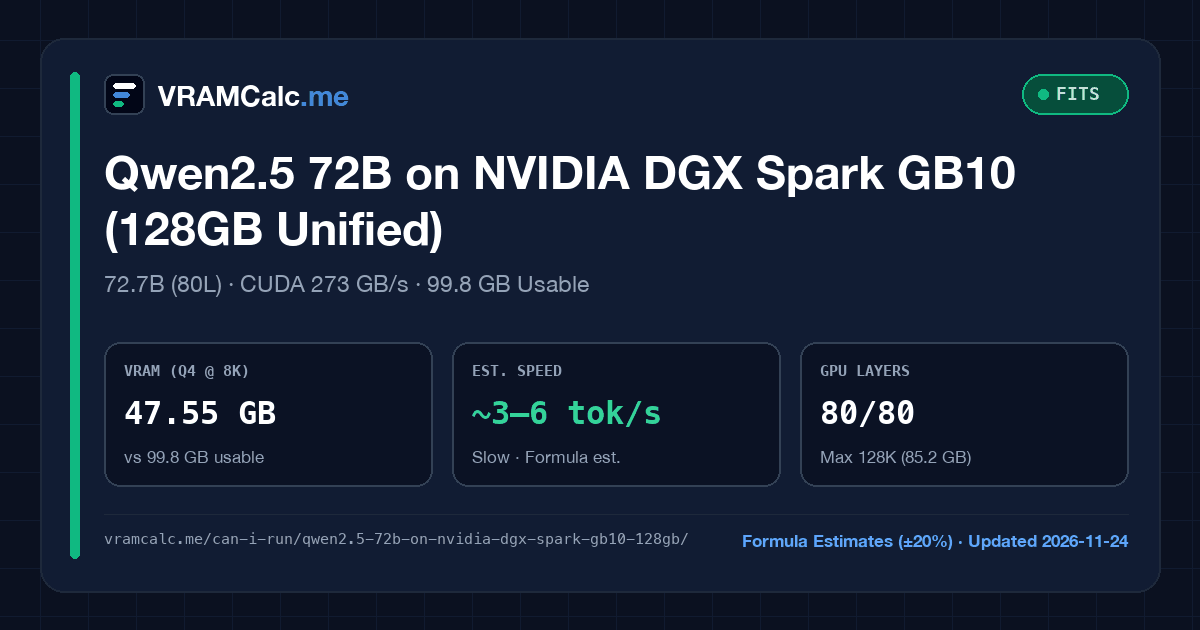 VRAMCalc.me
FITS
Qwen2.5 72B on NVIDIA DGX Spark GB10
(128GB Unified)
72.7B (80L) · CUDA 273 GB/s · 99.8 GB Usable
VRAM (Q4 @ 8K)
47.55 GB
vs 99.8 GB usable
EST. SPEED
~3–6 tok/s
Slow · Formula est.
GPU LAYERS
80/80
Max 128K (85.2 GB)
vramcalc.me/can-i-run/qwen2.5-72b-on-nvidia-dgx-spark-gb10-128gb/
Formula Estimates (±20%) · Updated 2026-11-24